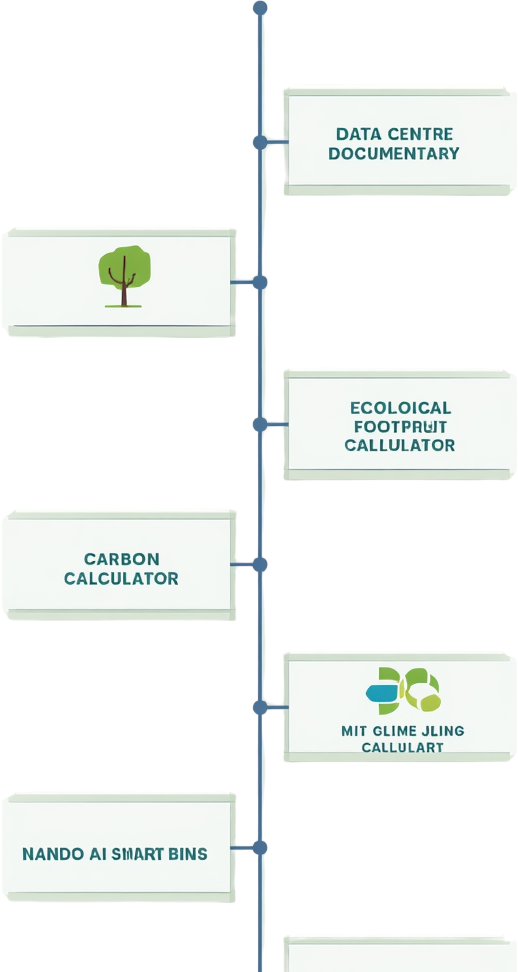 DATA CENTRE
DOCUMENTARY
ECOLOICAL
FOOTPRUIT
CALLULATOR
CARBON
CALCULATOR
MIT GLIME JLING
CALLULART
NANDO AI SMART BINS